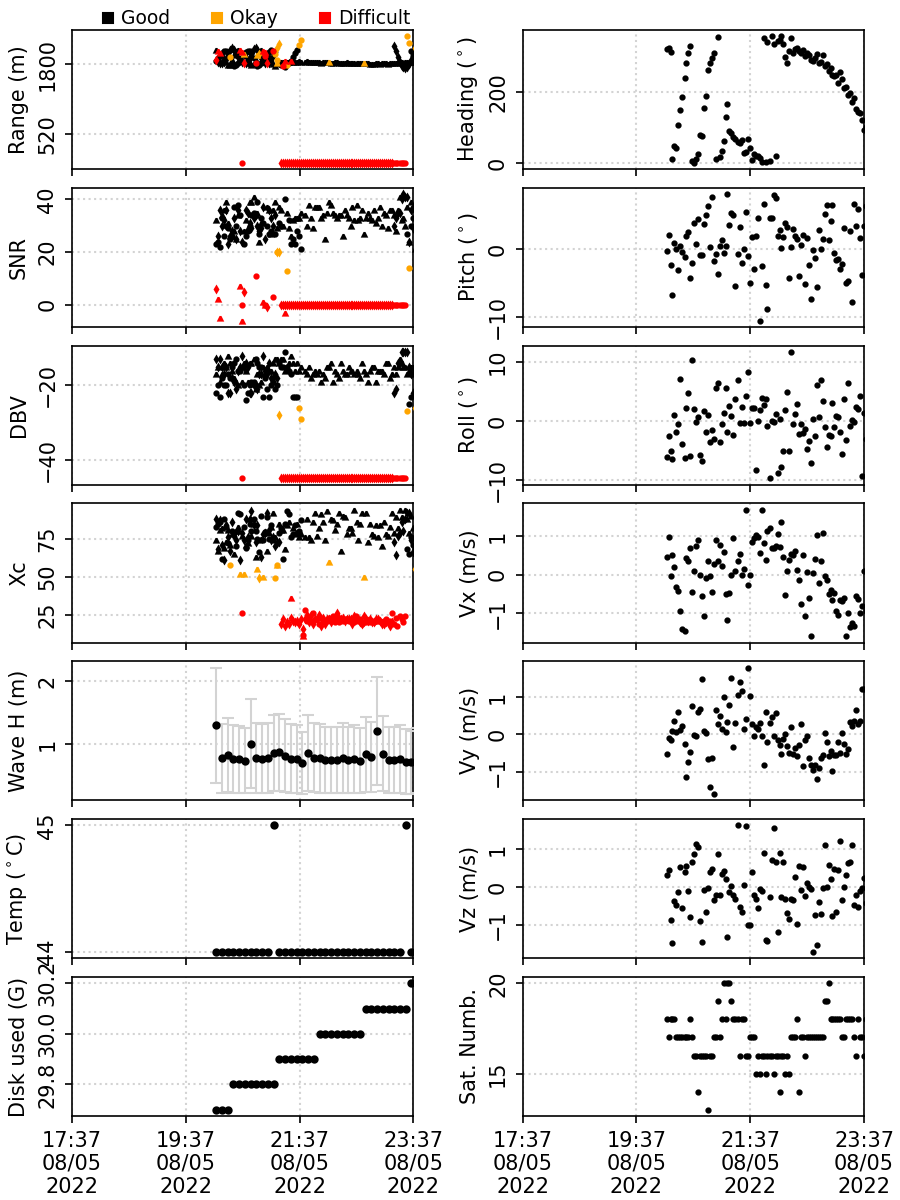 Good Okay Difficult
Range (m)
1800
520
Heading (°)
200
0
SNR
40
20
0
Pitch (°)
0
−10
DBV
−20
−40
Roll (°)
10
0
−10
Xc
75
50
25
Vx (m/s)
1
0
−1
Wave H (m)
2
1
Vy (m/s)
1
0
−1
Temp (°C)
45
44
Vz (m/s)
1
0
−1
Disk used (G)
30.2
30.0
29.8
Sat. Numb.
20
15
17:37 19:37 21:37 23:37 17:37 19:37 21:37 23:37
08/05 08/05 08/05 08/05 08/05 08/05 08/05 08/05
2022 2022 2022 2022 2022 2022 2022 2022